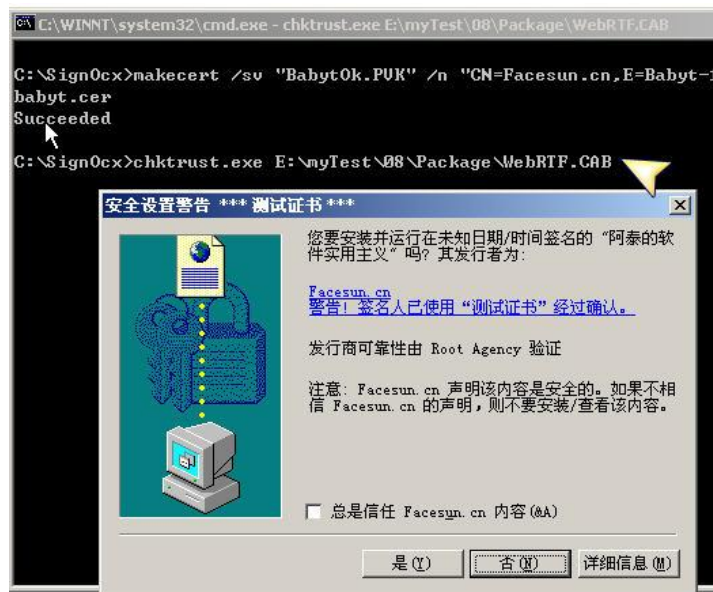 C:\WINNT\system32\cmd.exe - chktrust.exe E:\myTest\08\Package\WebRTF.CAB
C:\SignOcx>makecert /sv "BabytOk.PVK" /n "CN=Facesun.cn,E=Babyt-
babyt.cer
Succeeded
C:\SignOcx>chktrust.exe E:\myTest\08\Package\WebRTF.CAB
安全设置警告 *** 测试证书 ***
您要安装并运行在未知日期/时间签名的 “阿泰的软
件实用主义” 吗? 其发行者为:
Facesun.cn
警告! 签名人已使用 “测试证书” 经过确认。
发行商可靠性由 Root Agency 验证
注意: Facesun.cn 声明该内容是安全的。如果不相
信 Facesun.cn 的声明,则不要安装/查看该内容。
总是信任 Facesun.cn 内容(&A)
是(Y) 否(N) 详细信息(M)